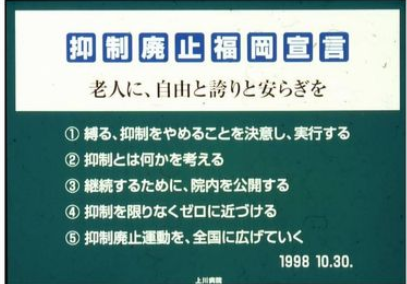 抑制廃止福岡宣言
老人に、自由と誇りと安らぎを
① 縛る、抑制をやめることを決意し、実行する
② 抑制とは何かを考える
③ 継続するために、院内を公開する
④ 抑制を限りなくゼロに近づける
⑤ 抑制廃止運動を、全国に広げていく
1998 10.30.
上川病院